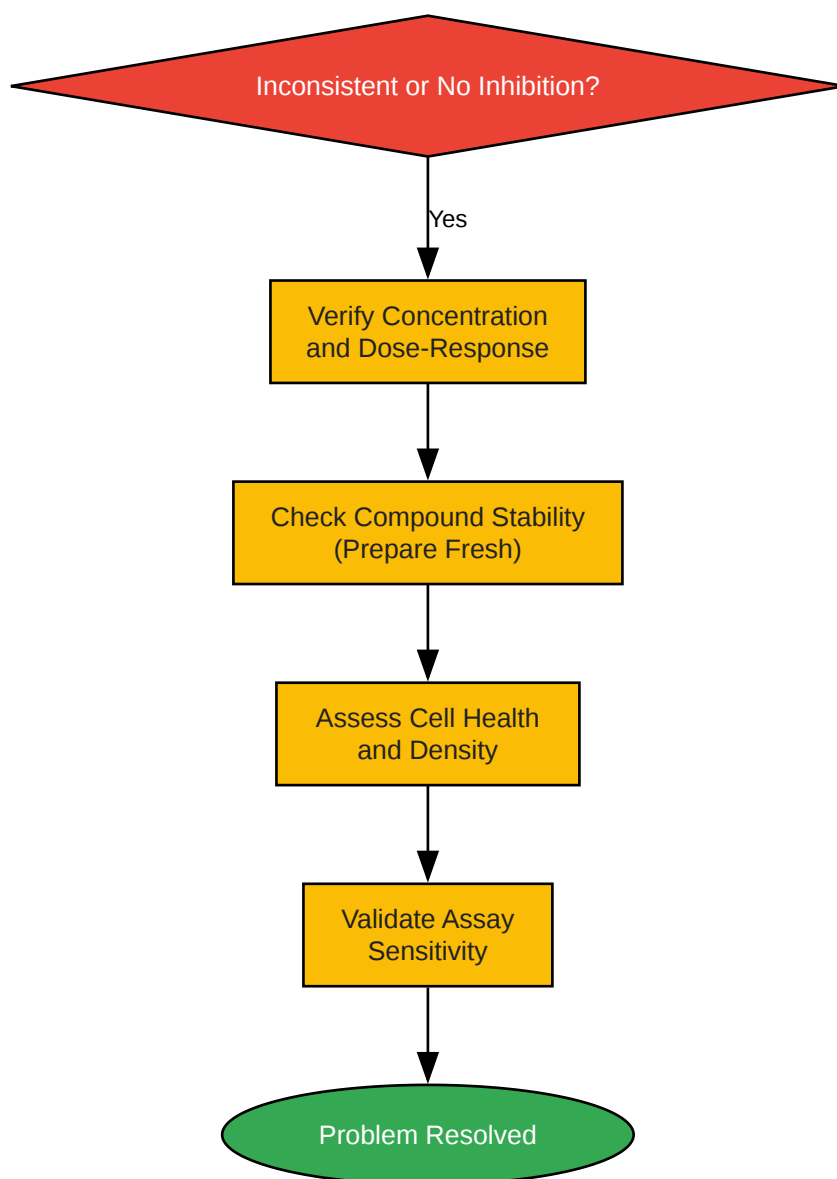 Inconsistent or No Inhibition?
Yes
Verify Concentration
and Dose-Response
Check Compound Stability
(Prepare Fresh)
Assess Cell Health
and Density
Validate Assay
Sensitivity
Problem Resolved